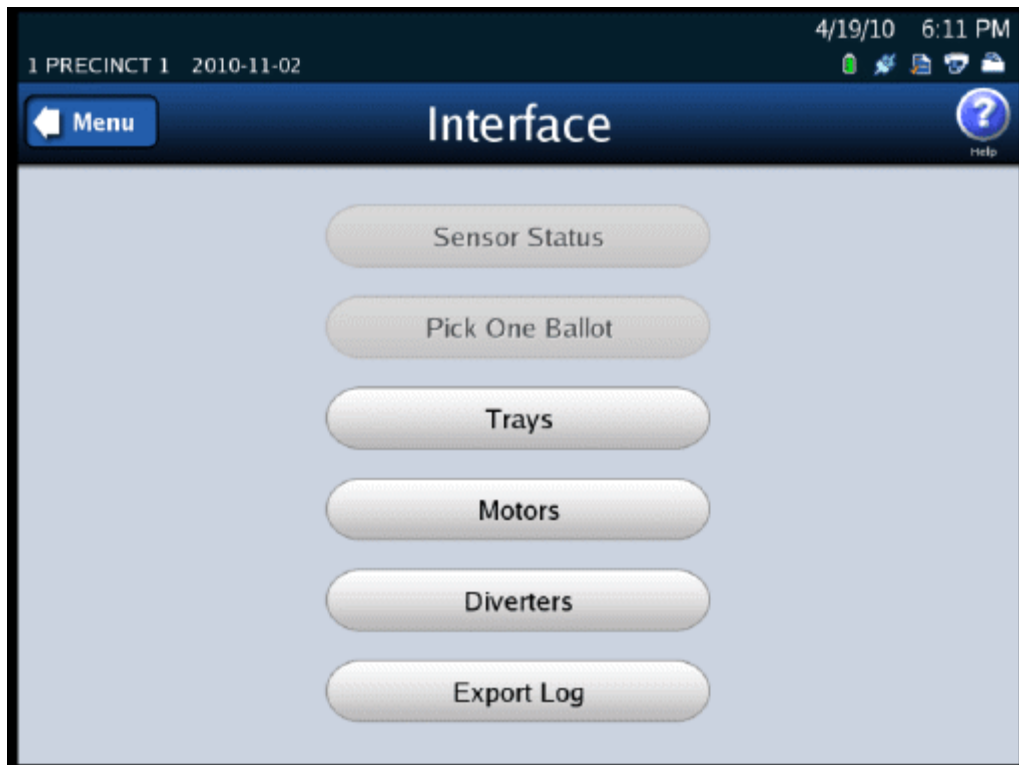 4/19/10 6:11 PM
1 PRECINCT 1 2010-11-02
Menu
Interface
Help
Sensor Status
Pick One Ballot
Trays
Motors
Diverters
Export Log